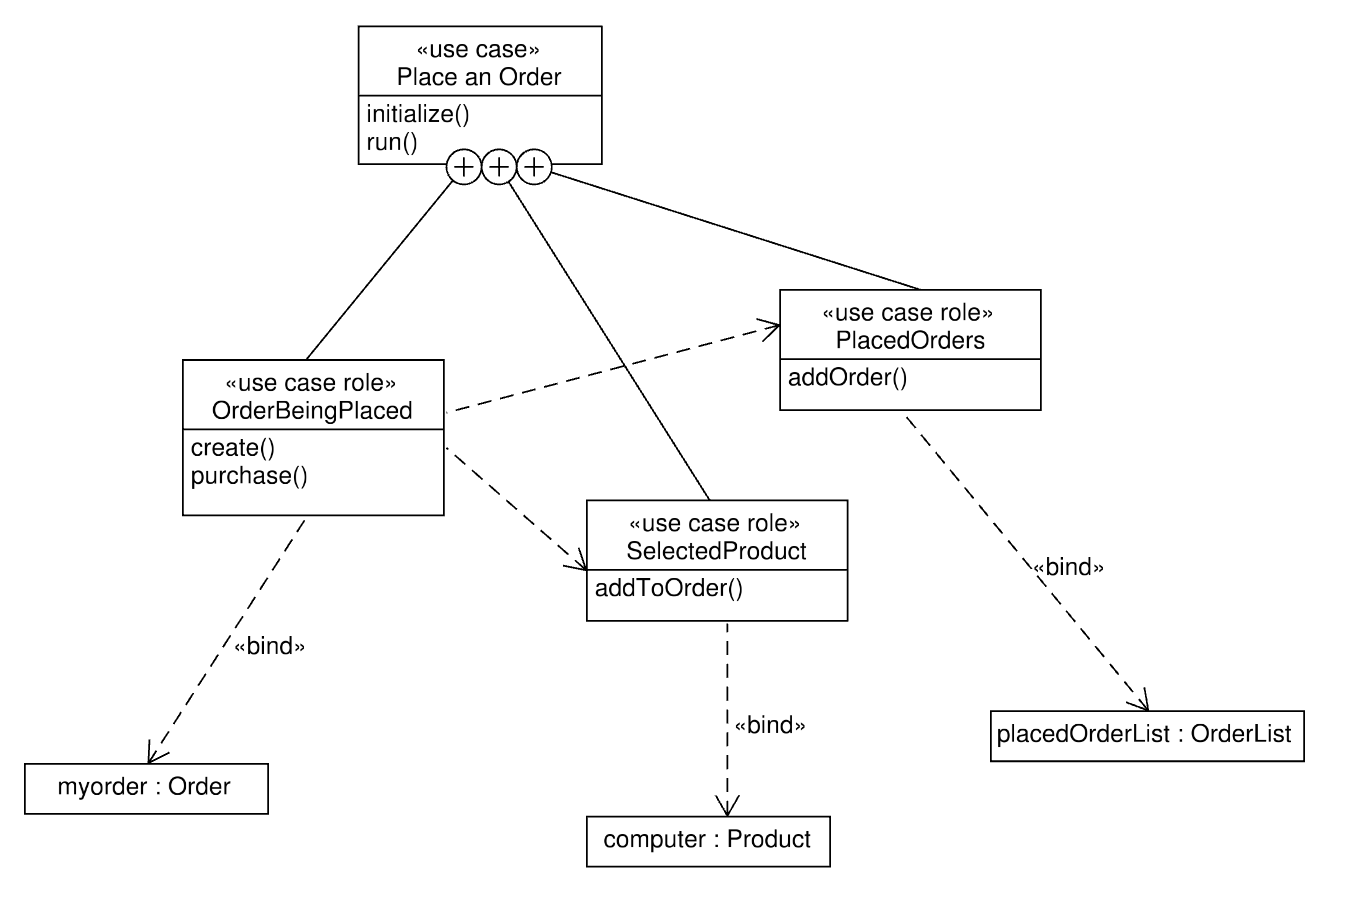 «use case»
Place an Order
initialize()
run()
«use case role»
PlacedOrders
addOrder()
«use case role»
OrderBeingPlaced
create()
purchase()
«use case role»
SelectedProduct
addToOrder()
«bind»
«bind»
«bind»
placedOrderList : OrderList
myorder : Order
computer : Product